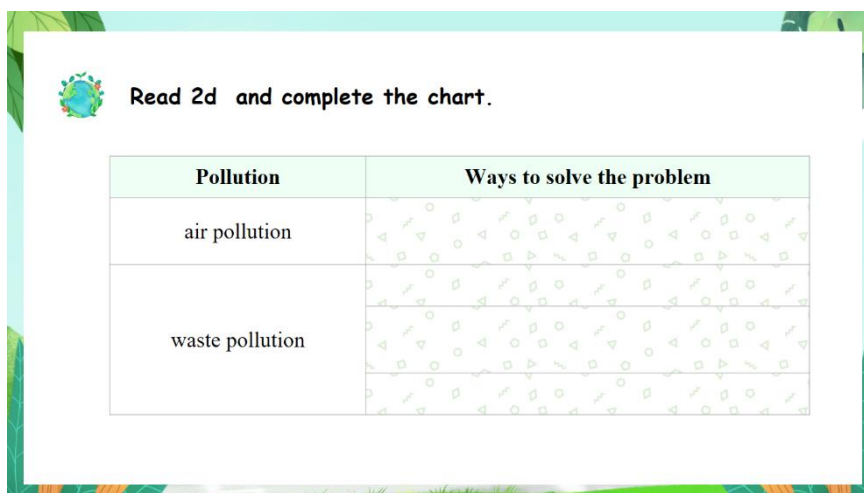 Read 2d and complete the chart.
Pollution
Ways to solve the problem
air pollution
waste pollution